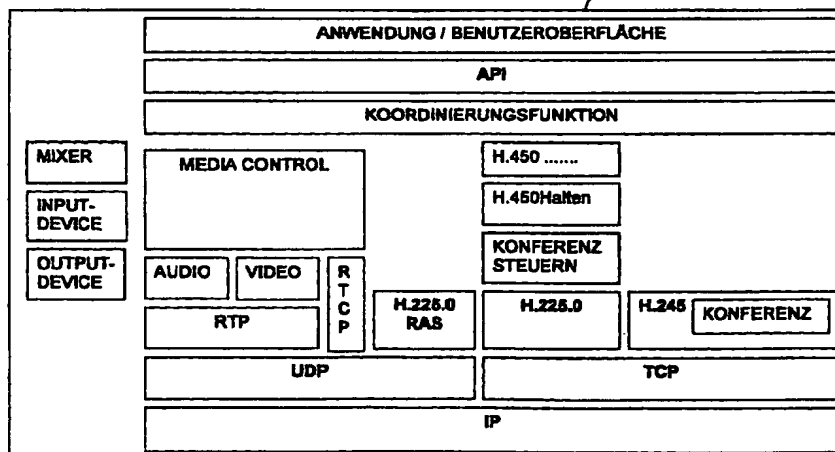 ANWENDUNG / BENUTZEROBERFLÄCHE
API
KOORDINIERUNGSFUNKTION
MIXER
MEDIA CONTROL
H.450 .......
INPUT-
DEVICE
H.450Halten
OUTPUT-
DEVICE
AUDIO
VIDEO
R
T
C
P
KONFERENZ
STEUERN
RTP
H.225.0
RAS
H.225.0
H.245
KONFERENZ
UDP
TCP
IP